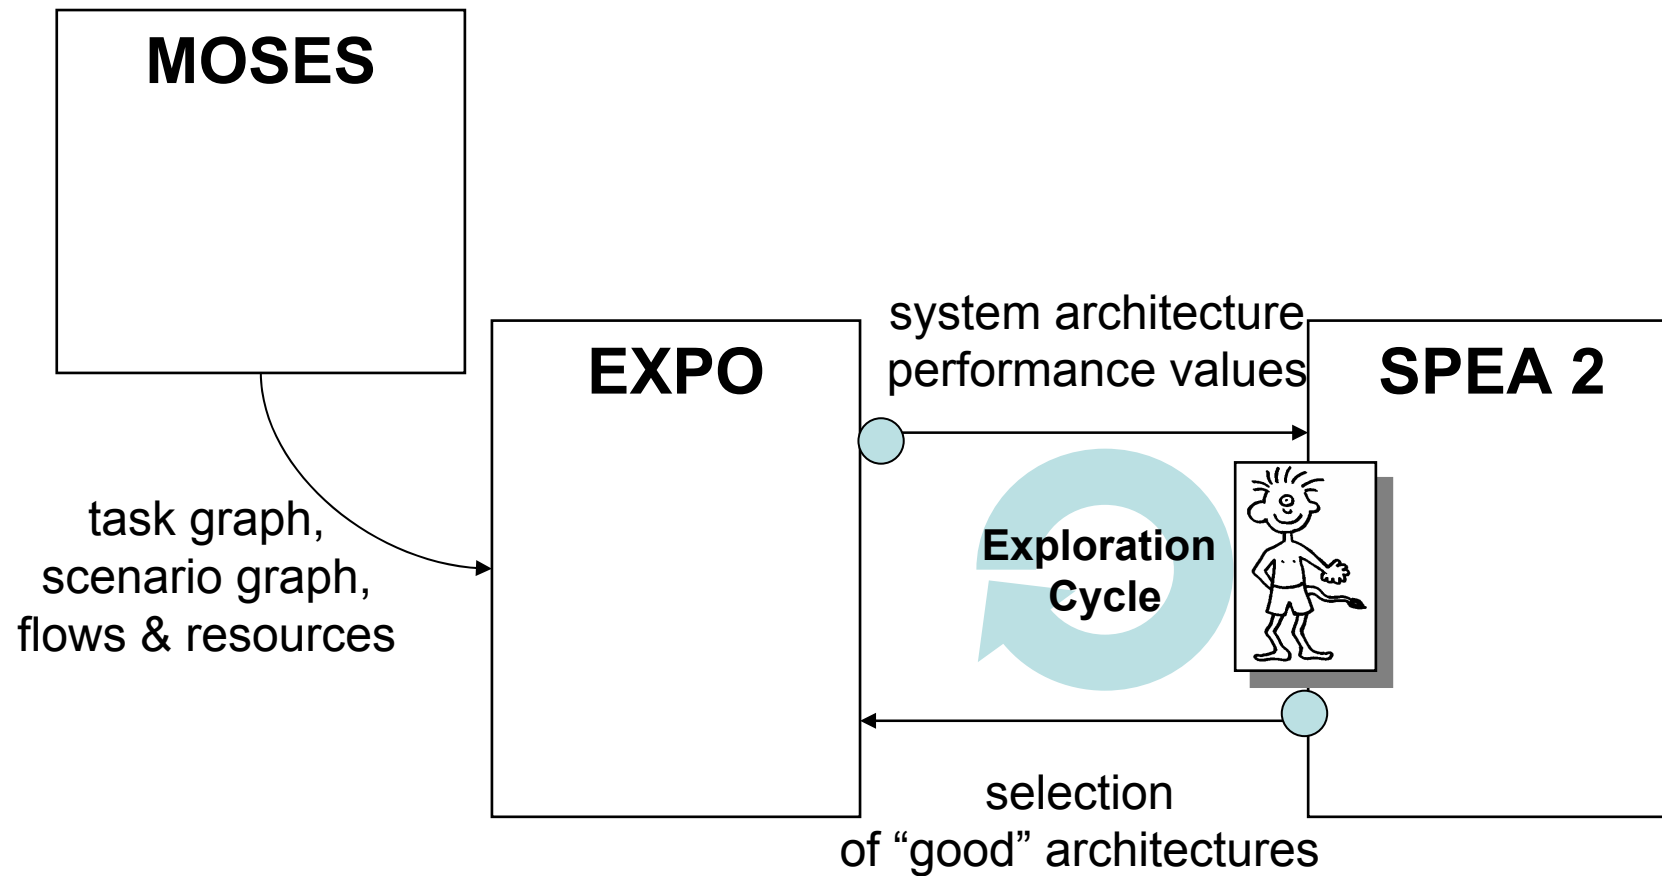 MOSES
EXPO
system architecture
performance values
SPEA 2
task graph,
scenario graph,
flows & resources
Exploration
Cycle
selection
of “good” architectures